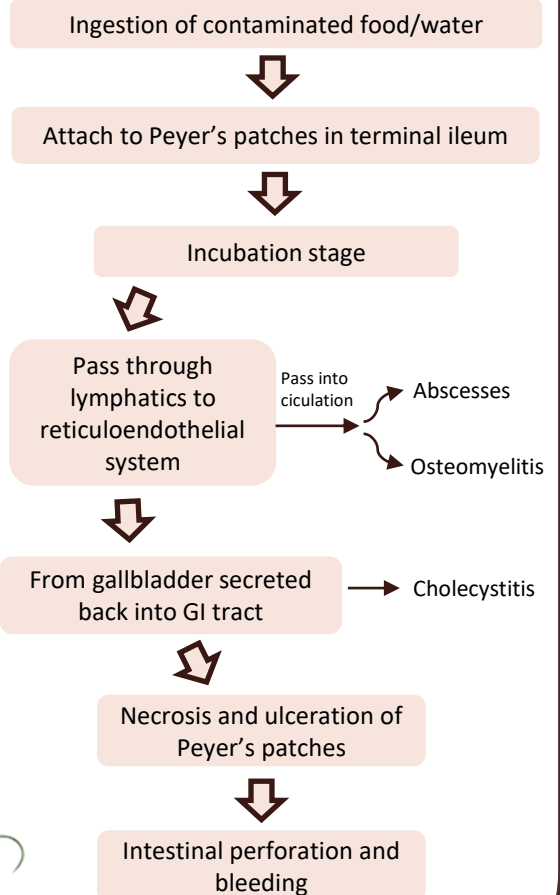 Ingestion of contaminated food/water
Attach to Peyer’s patches in terminal ileum
Incubation stage
Pass through
lymphatics to
reticuloendothelial
system
Pass into
ciculation
Abscesses
Osteomyelitis
From gallbladder secreted
back into GI tract
Cholecystitis
Necrosis and ulceration of
Peyer’s patches
Intestinal perforation and
bleeding